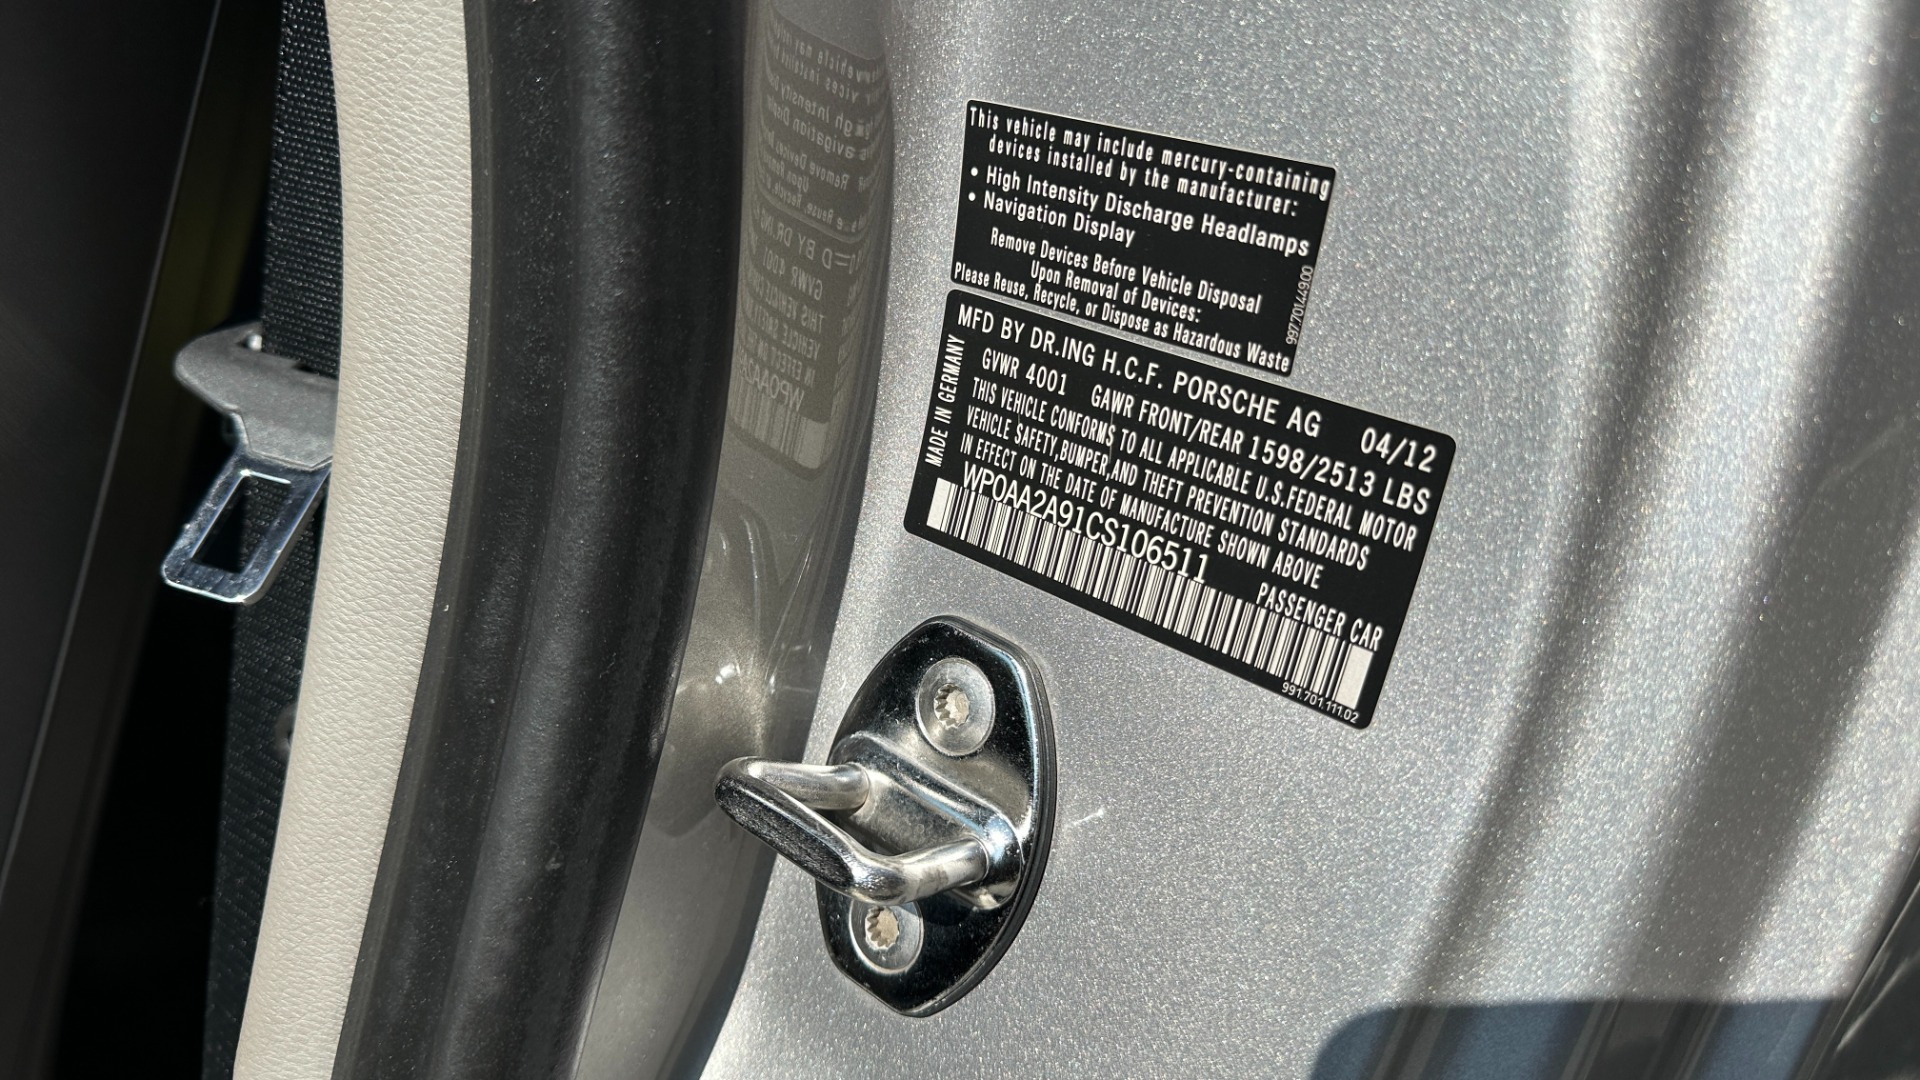 This vehicle may include mercury-containing
devices installed by the manufacturer:
• High Intensity Discharge Headlamps
• Navigation Display
Remove Devices Before Vehicle Disposal
Upon Removal of Devices:
Please Reuse, Recycle, or Dispose as Hazardous Waste
997.701.449.00
MFD BY DR.ING H.C.F. PORSCHE AG 04/12
GVWR 4001 GAWR FRONT/REAR 1598/2513 LBS
THIS VEHICLE CONFORMS TO ALL APPLICABLE U.S.FEDERAL MOTOR
VEHICLE SAFETY,BUMPER,AND THEFT PREVENTION STANDARDS
IN EFFECT ON THE DATE OF MANUFACTURE SHOWN ABOVE
WP0AA2A91CS106511 PASSENGER CAR
MADE IN GERMANY
991.701.111.02